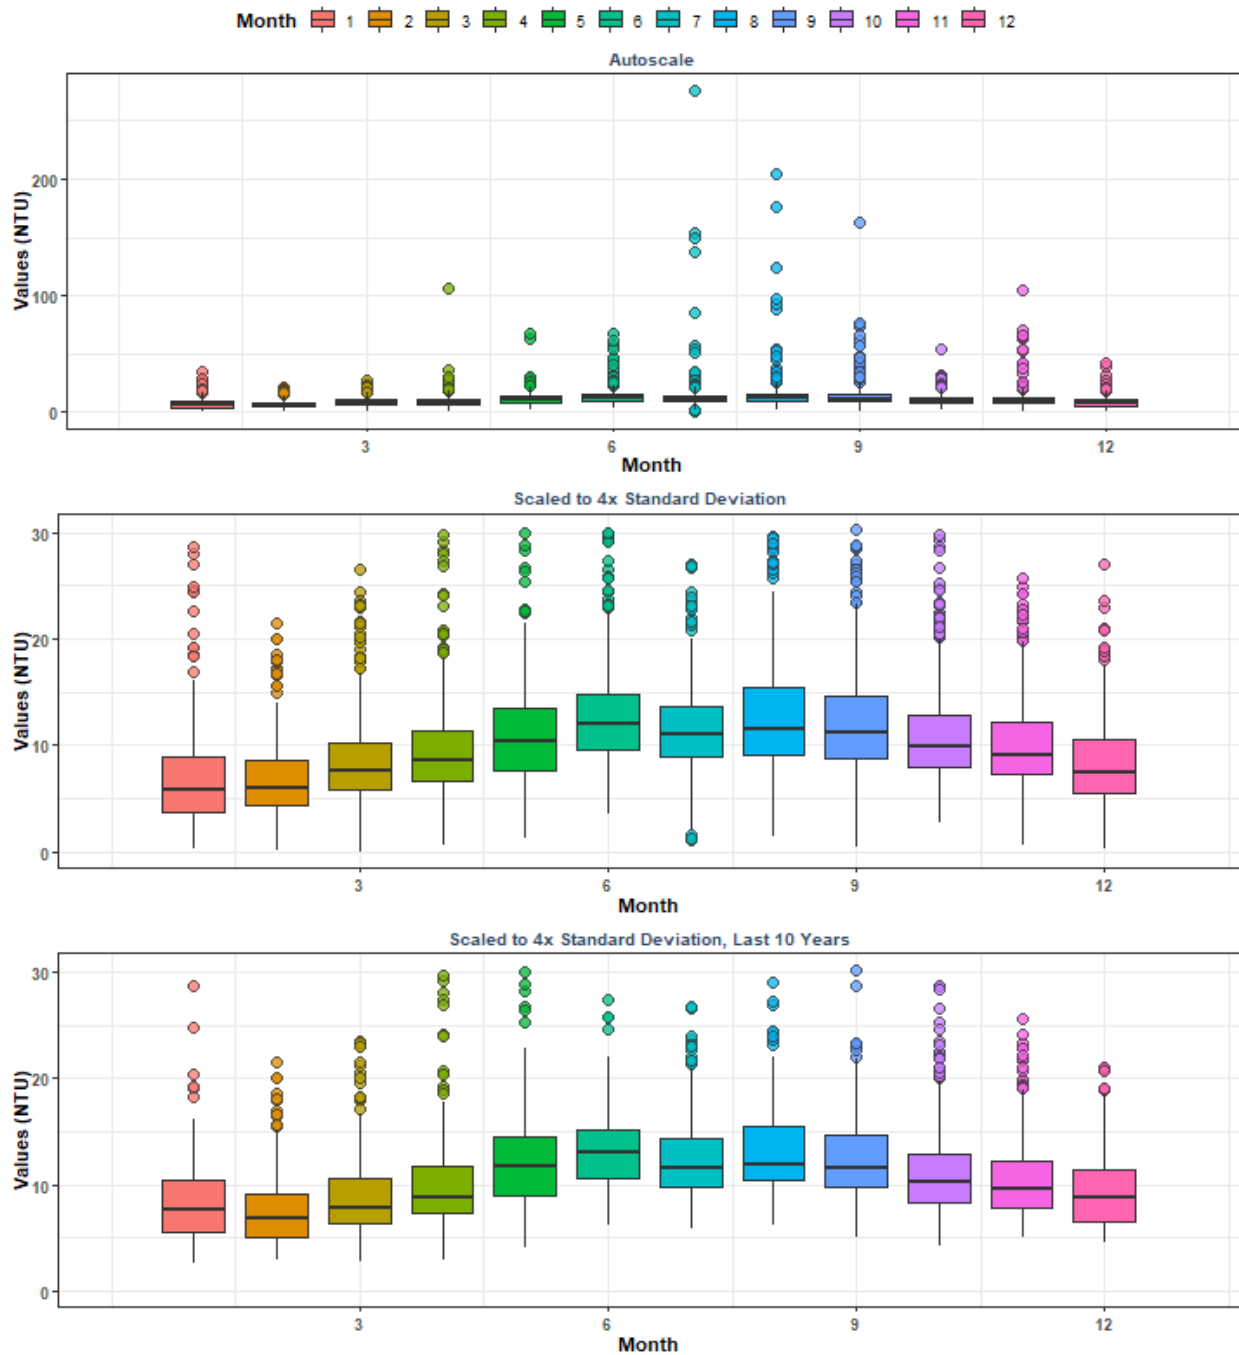 Month 1 2 3 4 5 6 7 8 9 10 11 12
Autoscale
Values (NTU)
200
100
0
3 6 9 12
Month
Scaled to 4x Standard Deviation
Values (NTU)
30
20
10
0
3 6 9 12
Month
Scaled to 4x Standard Deviation, Last 10 Years
Values (NTU)
30
20
10
0
3 6 9 12
Month